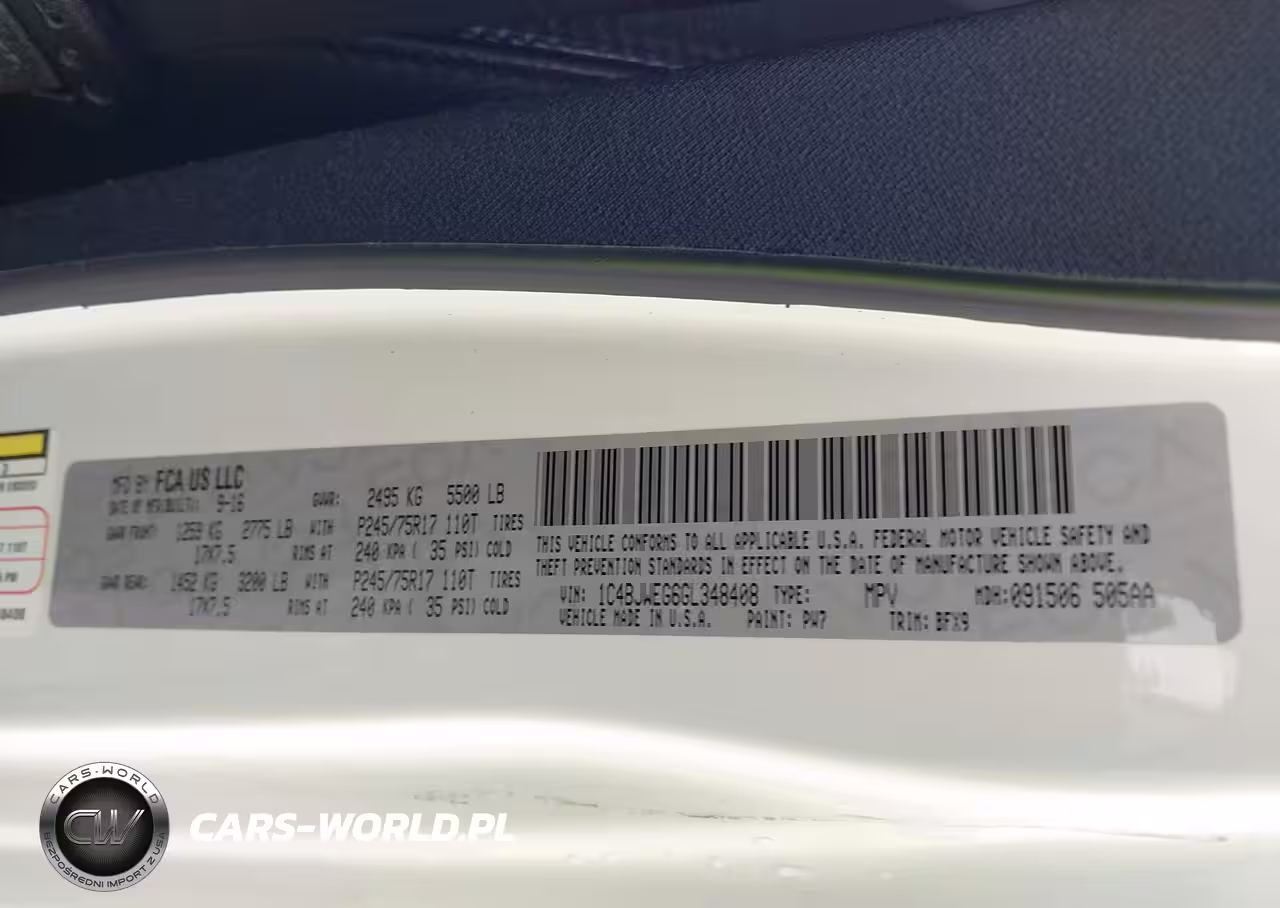 MFD BY FCA US LLC
DATE OF MFR(BUILT): 9-16 GVWR: 2495 KG 5500 LB
GAWR FRONT: 1259 KG 2775 LB WITH P245/75R17 110T TIRES
17X7.5 RIMS AT 240 KPA ( 35 PSI) COLD
GAWR REAR: 1452 KG 3200 LB WITH P245/75R17 110T TIRES
17X7.5 RIMS AT 240 KPA ( 35 PSI) COLD
THIS VEHICLE CONFORMS TO ALL APPLICABLE U.S.A. FEDERAL MOTOR VEHICLE SAFETY AND
THEFT PREVENTION STANDARDS IN EFFECT ON THE DATE OF MANUFACTURE SHOWN ABOVE.
VIN: 1C4BJWEG6GL348408 TYPE: MPV MDH: 091506 505AA
VEHICLE MADE IN U.S.A. PAINT: PW7 TRIM: BFX9
CARS-WORLD
CW
BEZPOŚREDNI IMPORT Z USA
CARS-WORLD.PL